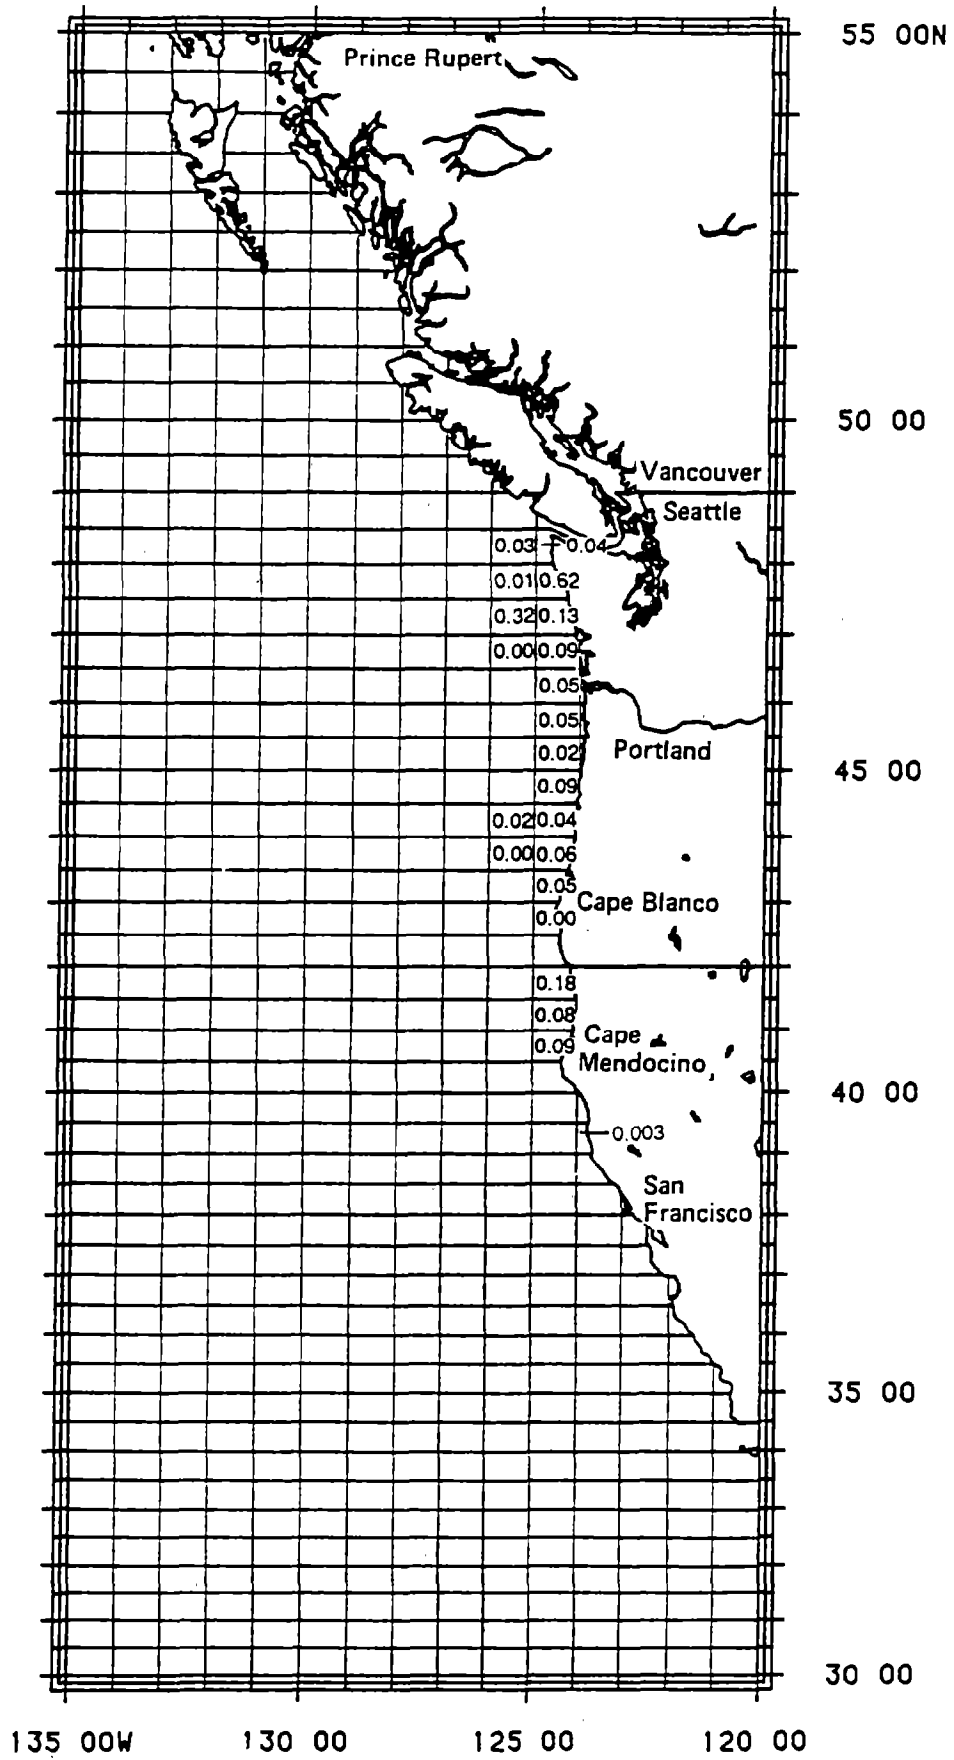 55 00N
Prince Rupert
50 00
Vancouver
Seattle
0.03 0.04
0.01 0.62
0.32 0.13
0.00 0.09
0.05
0.05
Portland
0.02
45 00
0.09
0.02 0.04
0.00 0.06
0.05
Cape Blanco
0.00
0.18
0.08
Cape
0.09
Mendocino
40 00
0.003
San
Francisco
35 00
30 00
135 00W 130 00 125 00 120 00